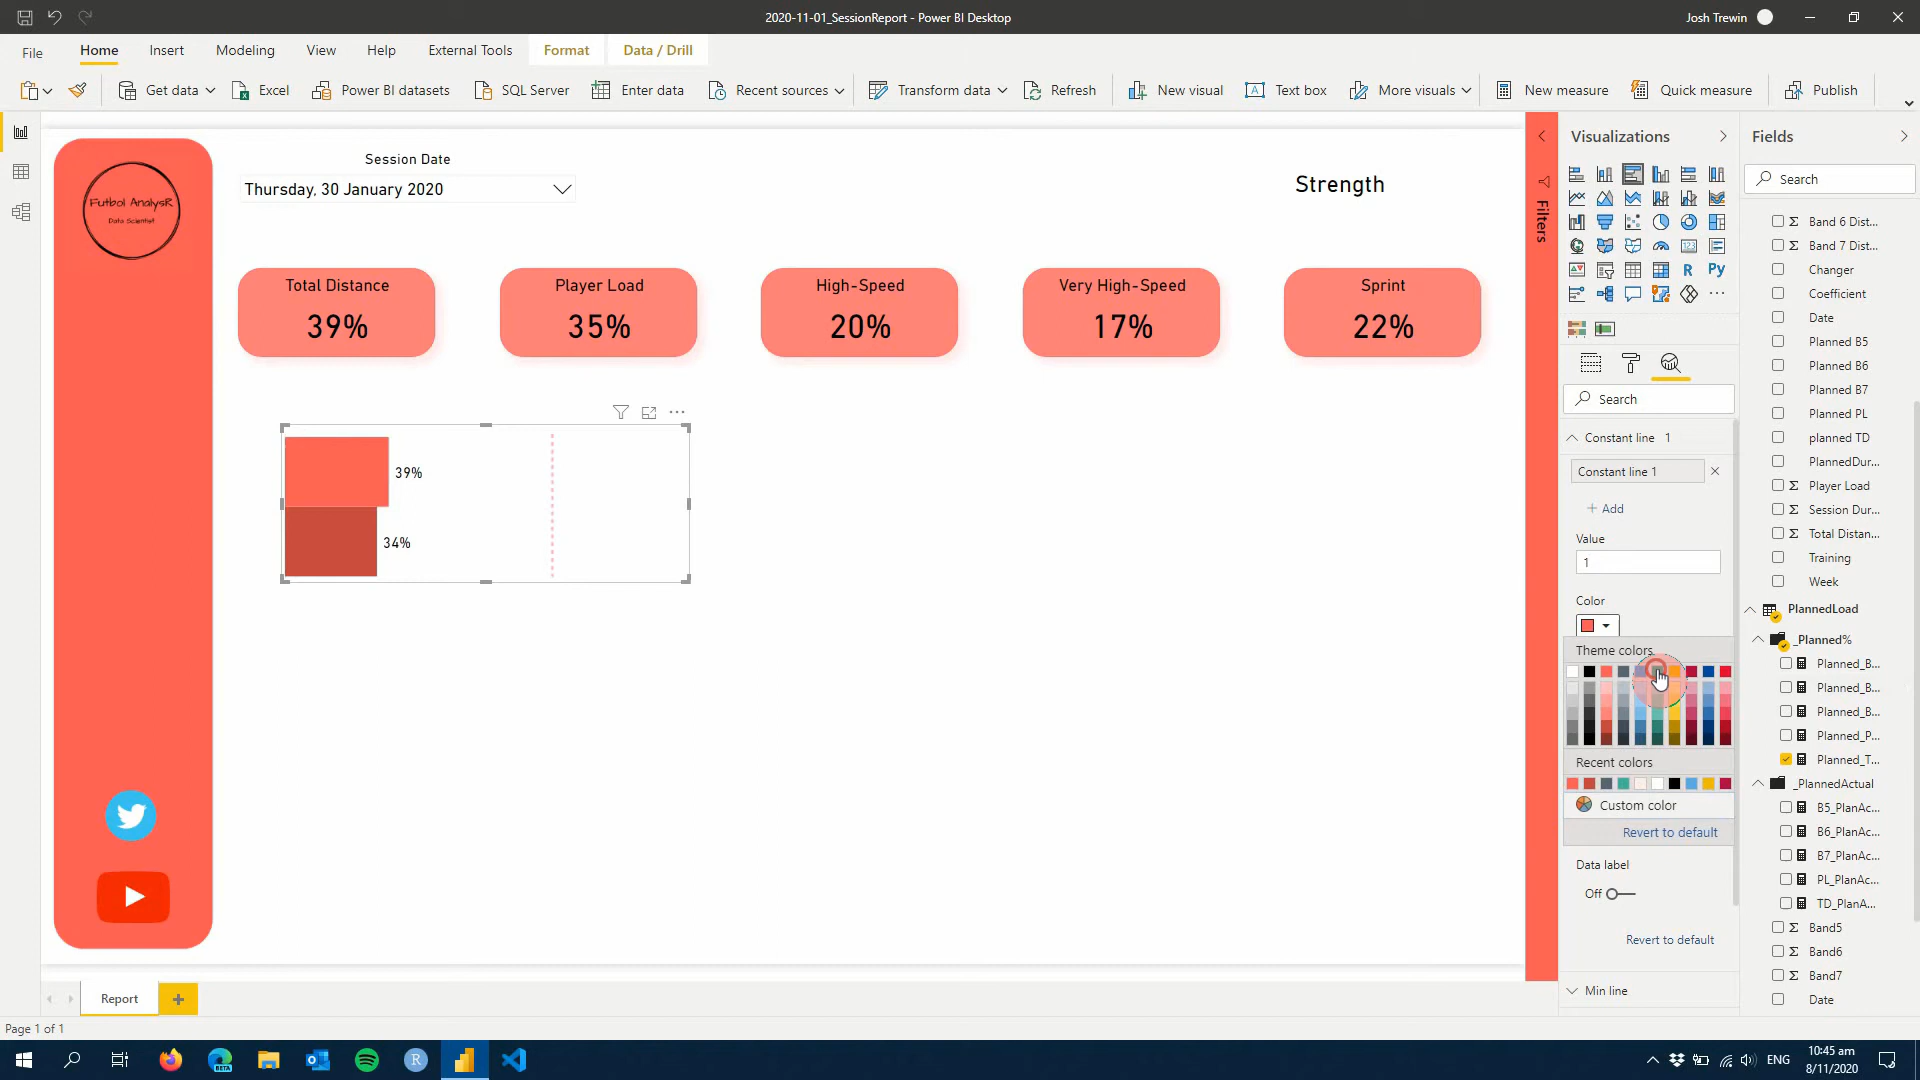 2020-11-01_SessionReport - Power BI Desktop
Josh Trewin
File
Home
Insert
Modeling
View
Help
External Tools
Format
Data / Drill
Get data
Excel
Power BI datasets
SQL Server
Enter data
Recent sources
Transform data
Refresh
New visual
Text box
More visuals
New measure
Quick measure
Publish
Futbol AnalysR
Data Scientist
Session Date
Thursday, 30 January 2020
Strength
Total Distance
39%
Player Load
35%
High-Speed
20%
Very High-Speed
17%
Sprint
22%
39%
34%
Filters
Visualizations
R
Py
123
Search
Constant line 1
Constant line 1
+ Add
Value
1
Color
Theme colors
Recent colors
Custom color
Revert to default
Data label
Off
Revert to default
Min line
Fields
Search
Σ Band 6 Dist...
Σ Band 7 Dist...
Changer
Coefficient
Date
Planned B5
Planned B6
Planned B7
Planned PL
planned TD
PlannedDur...
Σ Player Load
Σ Session Dur...
Σ Total Distan...
Training
Week
PlannedLoad
_Planned%
Planned_B...
Planned_B...
Planned_B...
Planned_P...
Planned_T...
_PlannedActual
B5_PlanAc...
B6_PlanAc...
B7_PlanAc...
PL_PlanAc...
TD_PlanA...
Σ Band5
Σ Band6
Σ Band7
Date
Report
Page 1 of 1
BETA
R
ENG
10:45 am
8/11/2020